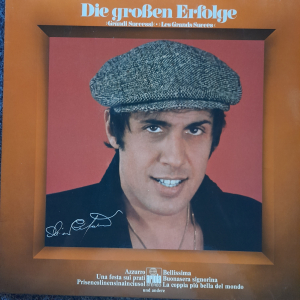 Die großen Erfolge
(Grandi Successi) · (Les Grands Succès)
Azzurro Bellissima
Una festa sui prati Buonasera signorina
Prisencolinensinainciusol La coppia più bella del mondo
ARIOLA
und andere